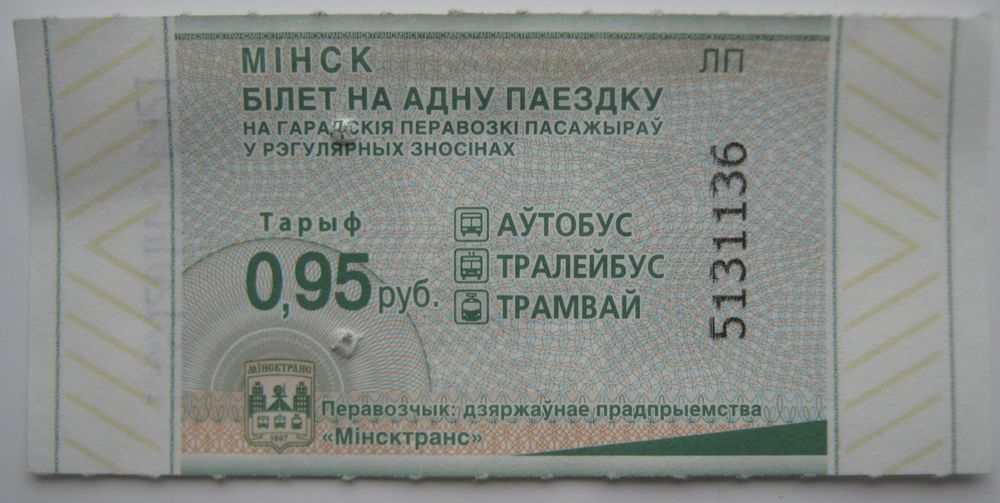 МІНСК
ЛП
БІЛЕТ НА АДНУ ПАЕЗДКУ
НА ГАРАДСКІЯ ПЕРАВОЗКІ ПАСАЖЫРАЎ
У РЭГУЛЯРНЫХ ЗНОСІНАХ
Тарыф
0,95 руб.
АЎТОБУС
ТРАЛЕЙБУС
ТРАМВАЙ
5131136
МІНСКТРАНС
Перавозчык: дзяржаўнае прадпрыемства
«Мінсктранс»